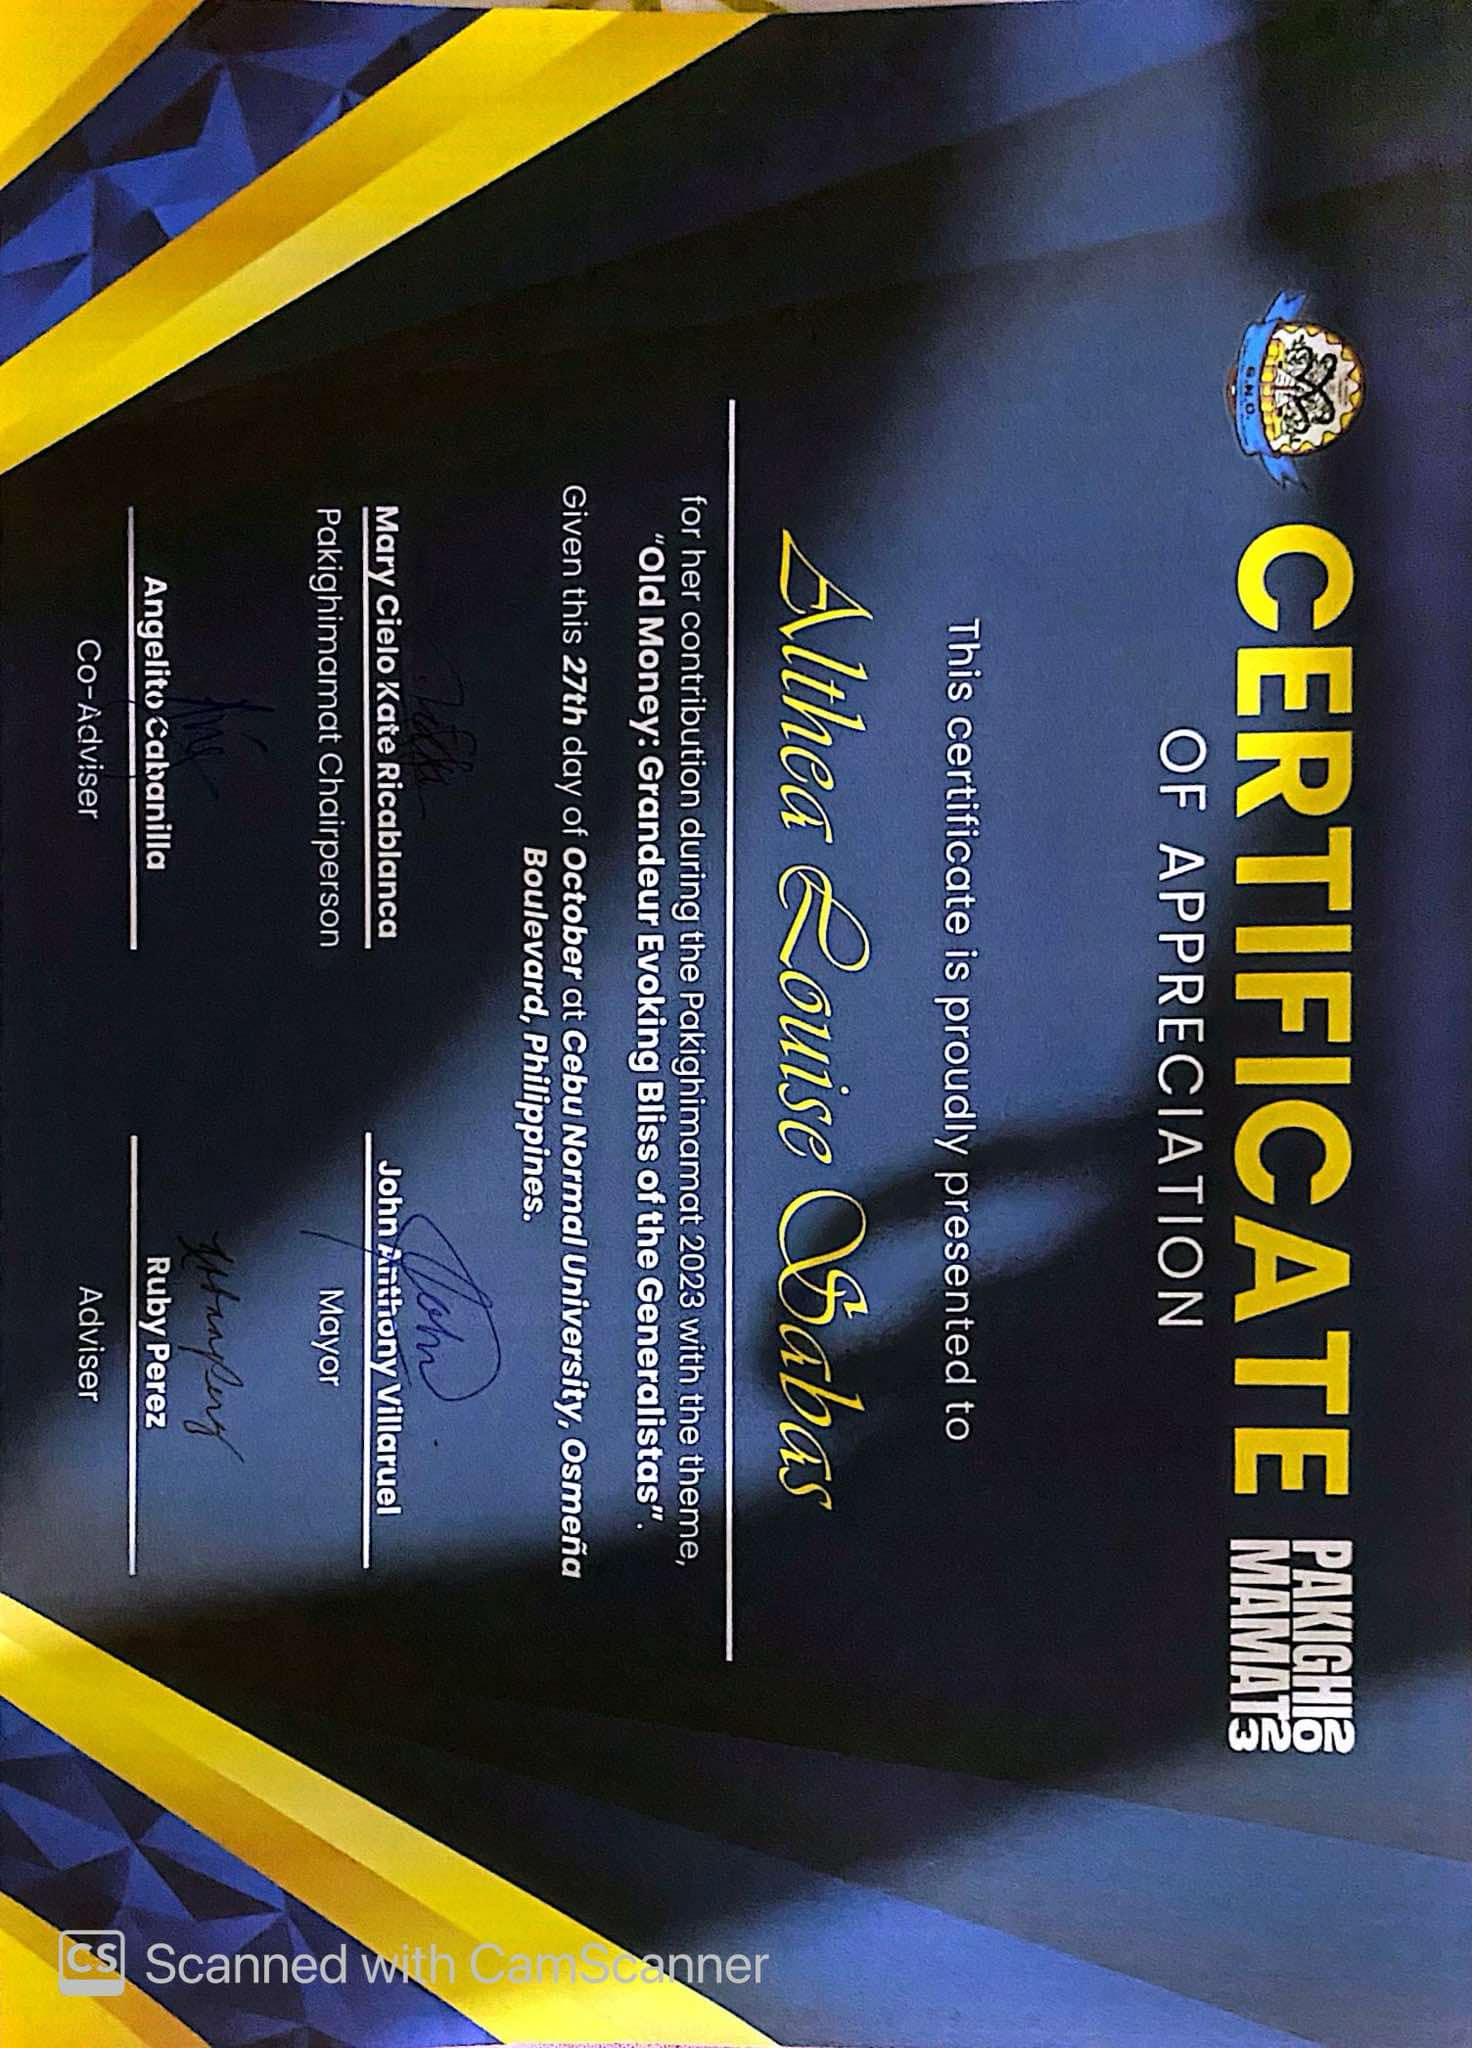 CERTIFICATE
OF APPRECIATION
PAKIGHI
MAMAT
2023
G.N.O.
This certificate is proudly presented to
Althea Louise Sabas
for her contribution during the Pakighimamat 2023 with the theme,
“Old Money: Grandeur Evoking Bliss of the Generalistas”.
Given this 27th day of October at Cebu Normal University, Osmeña
Boulevard, Philippines.
Mary Cielo Kate Ricablanca
Pakighimamat Chairperson
John
John Anthony Villaruel
Mayor
Angelito Cabanilla
Co-Adviser
Ruby Perez
Adviser
CS Scanned with CamScanner